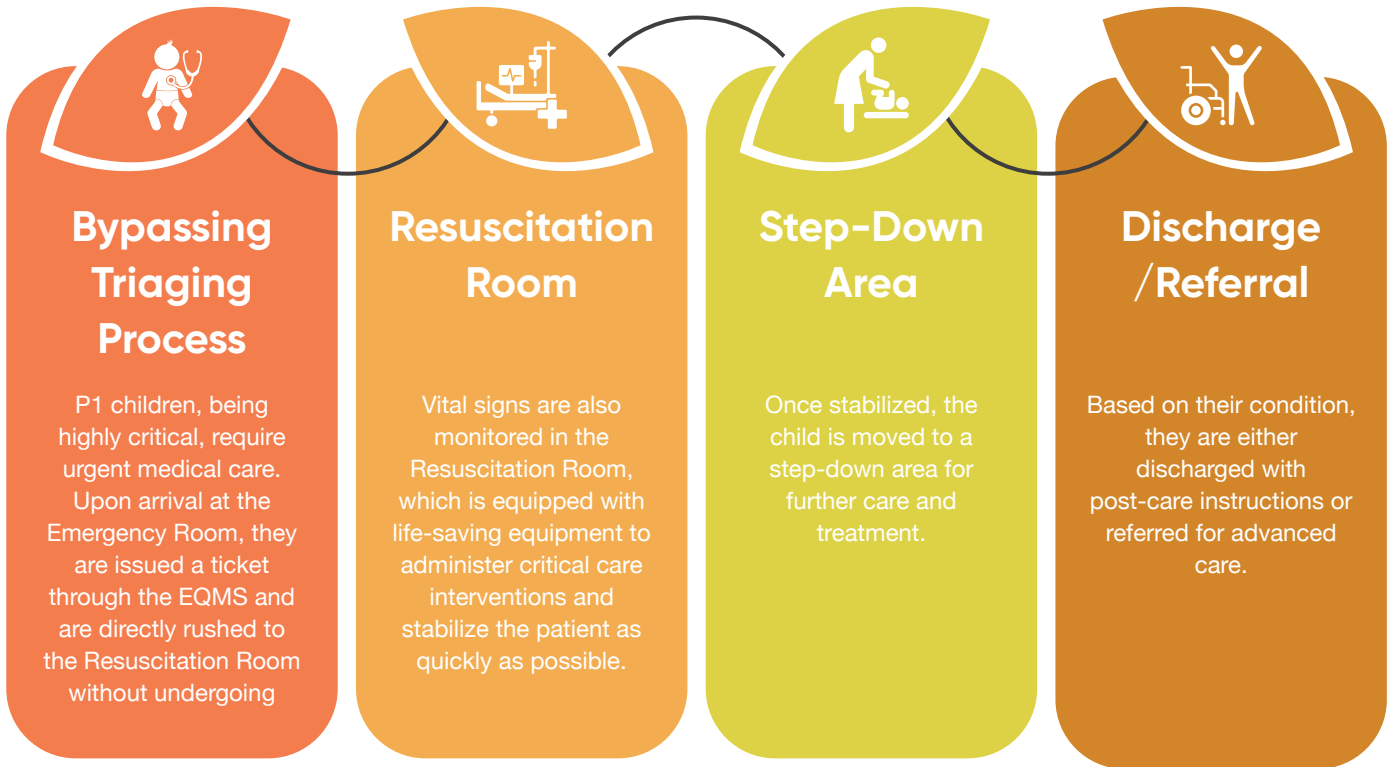 Bypassing
Triaging
Process
P1 children, being
highly critical, require
urgent medical care.
Upon arrival at the
Emergency Room, they
are issued a ticket
through the EQMS and
are directly rushed to
the Resuscitation Room
without undergoing
Resuscitation
Room
Vital signs are also
monitored in the
Resuscitation Room,
which is equipped with
life-saving equipment to
administer critical care
interventions and
stabilize the patient as
quickly as possible.
Step-Down
Area
Once stabilized, the
child is moved to a
step-down area for
further care and
treatment.
Discharge
/Referral
Based on their condition,
they are either
discharged with
post-care instructions or
referred for advanced
care.